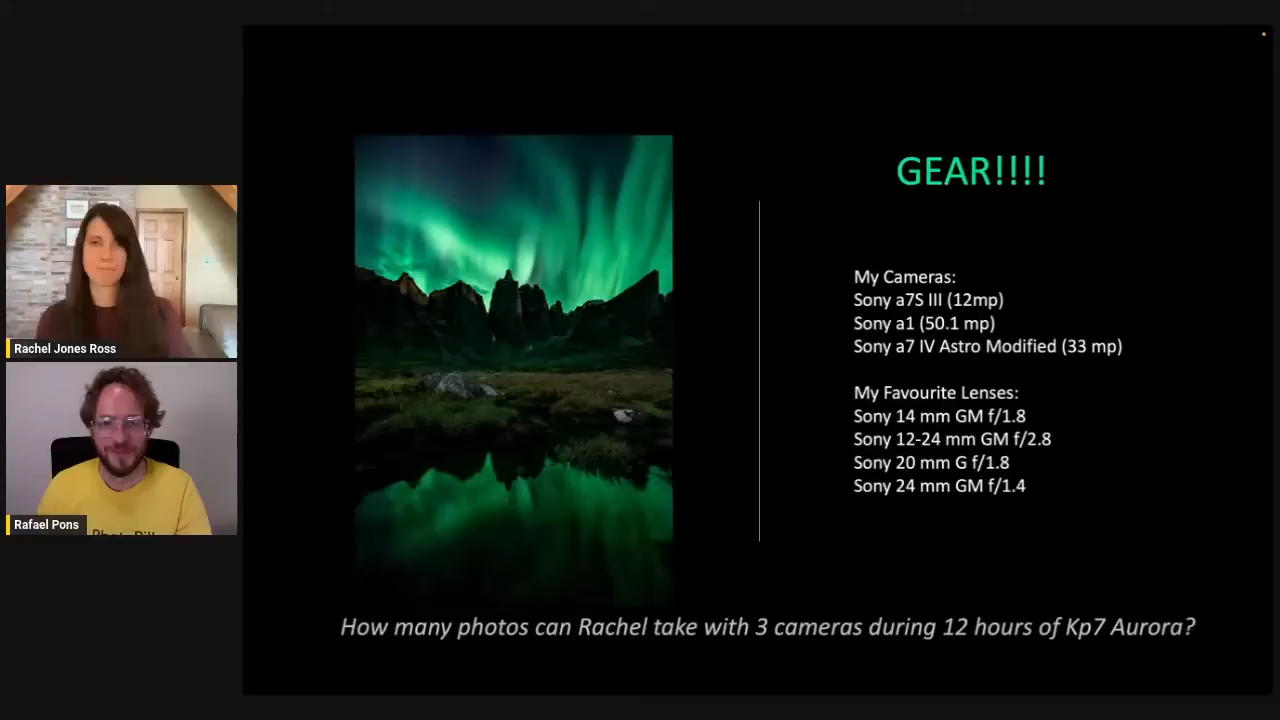 GEAR!!!!
My Cameras:
Sony a7S III (12mp)
Sony a1 (50.1 mp)
Sony a7 IV Astro Modified (33 mp)
My Favourite Lenses:
Sony 14 mm GM f/1.8
Sony 12-24 mm GM f/2.8
Sony 20 mm G f/1.8
Sony 24 mm GM f/1.4
How many photos can Rachel take with 3 cameras during 12 hours of Kp7 Aurora?
Rachel Jones Ross
Rafael Pons